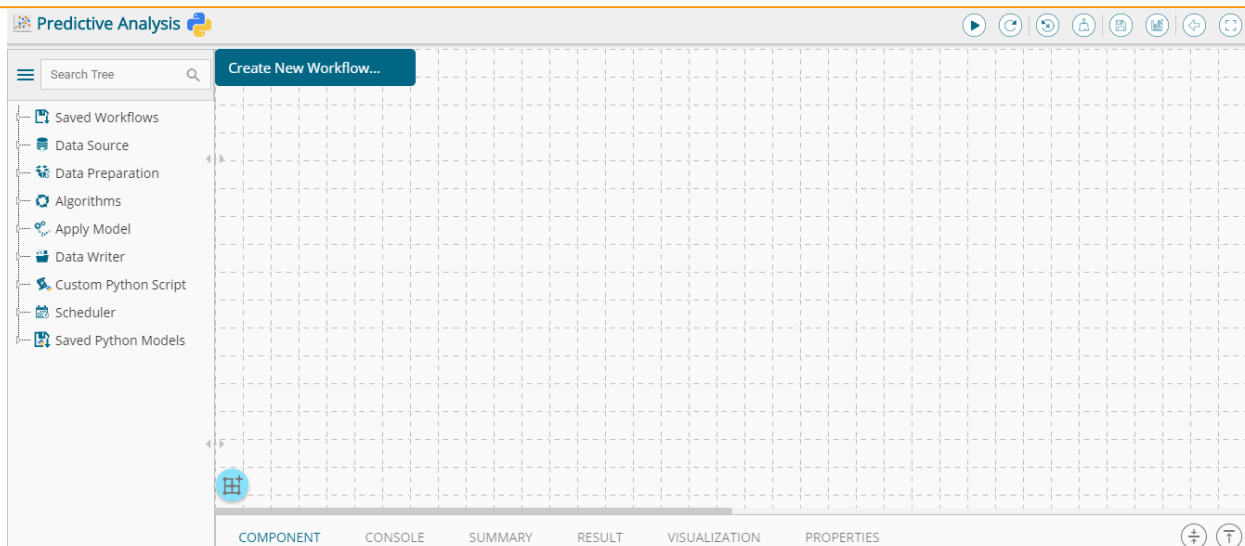 Predictive Analysis
Search Tree
Create New Workflow...
Saved Workflows
Data Source
Data Preparation
Algorithms
Apply Model
Data Writer
Custom Python Script
Scheduler
Saved Python Models
COMPONENT CONSOLE SUMMARY RESULT VISUALIZATION PROPERTIES